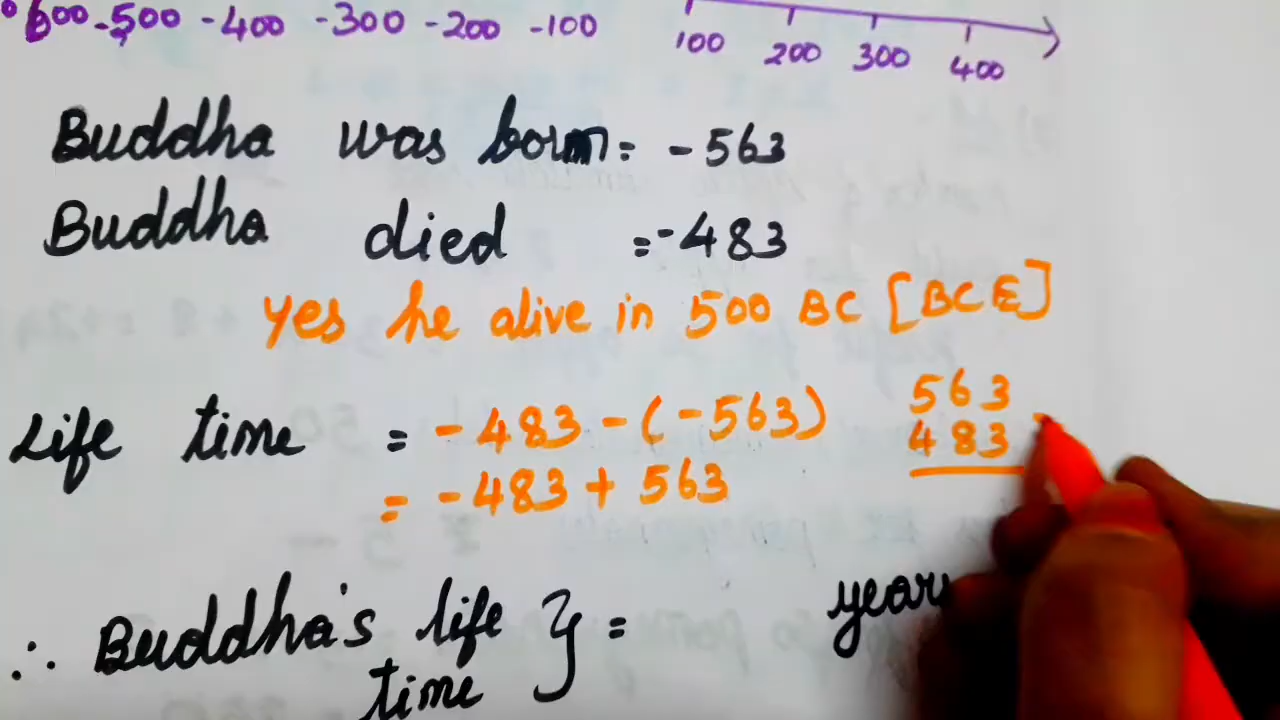 600 -500 -400 -300 -200 -100 100 200 300 400
Buddha was born = -563
Buddha died = -483
Yes he alive in 500 BC [BCE]
Life time = -483 - (-563)
= -483 + 563
563
483
∴ Buddha's life time } = years